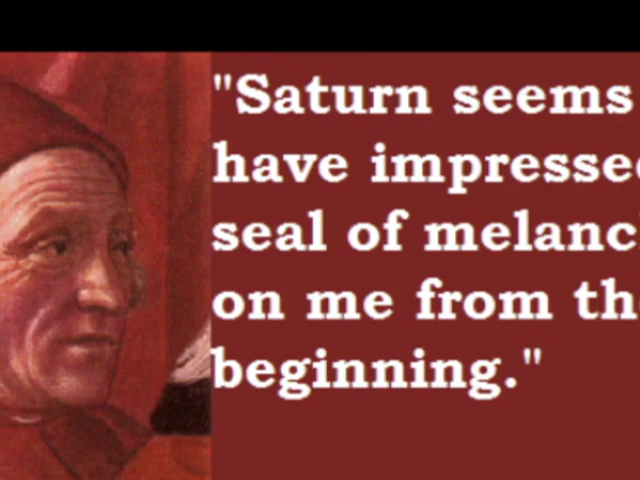 "Saturn seems
have impresse
seal of melanc
on me from th
beginning."